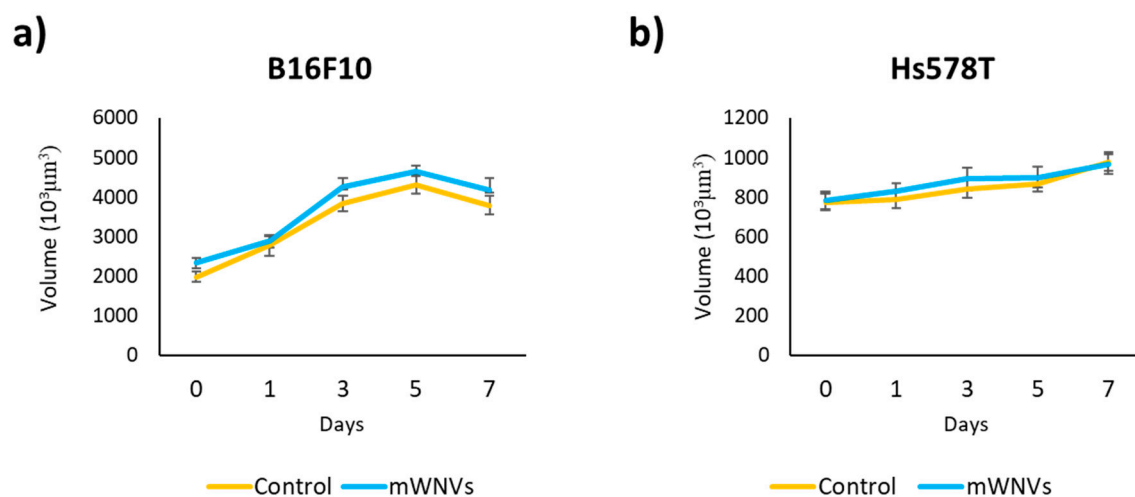 a)
B16F10
Volume (10³µm³)
6000
5000
4000
3000
2000
1000
0
0 1 3 5 7
Days
Control mWNVs
b)
Hs578T
Volume (10³µm³)
1200
1000
800
600
400
200
0
0 1 3 5 7
Days
Control mWNVs